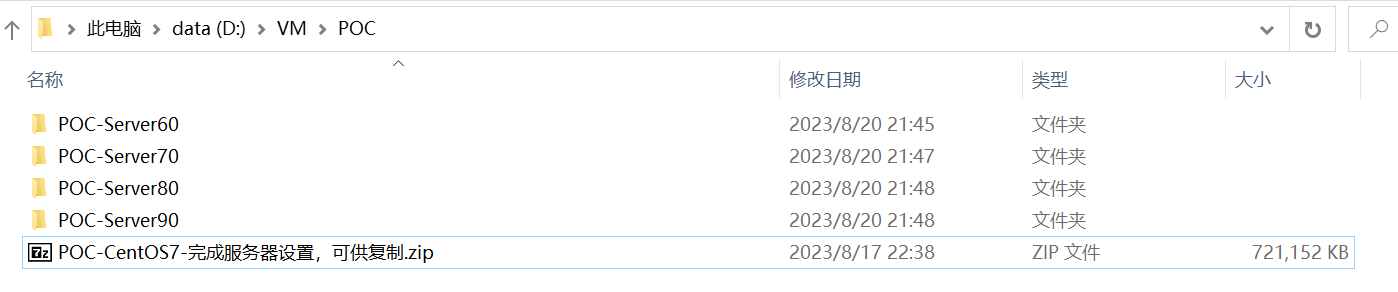 此电脑 > data (D:) > VM > POC
名称 修改日期 类型 大小
POC-Server60 2023/8/20 21:45 文件夹
POC-Server70 2023/8/20 21:47 文件夹
POC-Server80 2023/8/20 21:48 文件夹
POC-Server90 2023/8/20 21:48 文件夹
7z POC-CentOS7-完成服务器设置，可供复制.zip 2023/8/17 22:38 ZIP 文件 721,152 KB